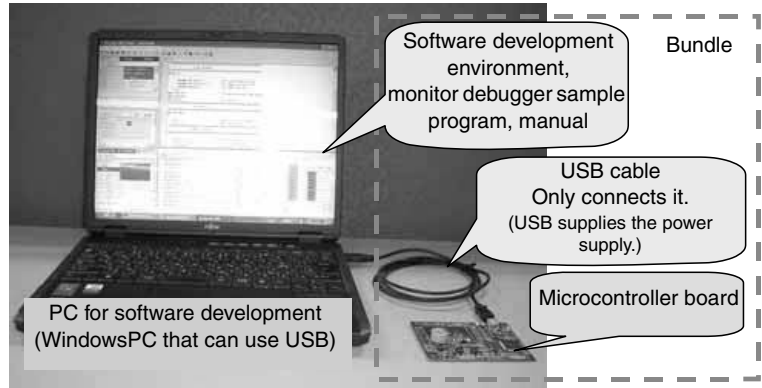 Software development
environment,
monitor debugger sample
program, manual
Bundle
USB cable
Only connects it.
(USB supplies the power
supply.)
Microcontroller board
PC for software development
(WindowsPC that can use USB)